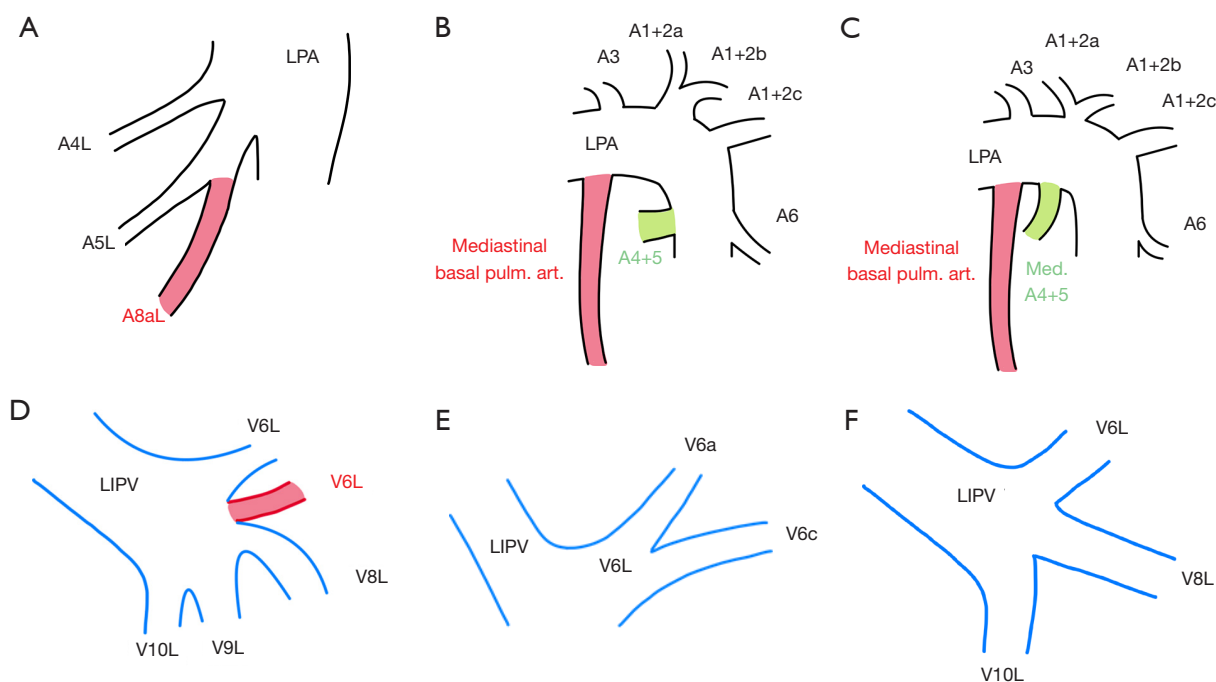 A
LPA
A4L
A5L
A8aL
B
A1+2a
A3
A1+2b
A1+2c
LPA
A6
Mediastinal
basal pulm. art.
A4+5
C
A1+2a
A3
A1+2b
A1+2c
LPA
A6
Mediastinal
basal pulm. art.
Med.
A4+5
D
V6L
LIPV
V6L
V8L
V10L
V9L
E
V6a
LIPV
V6L
V6c
F
V6L
LIPV
V8L
V10L